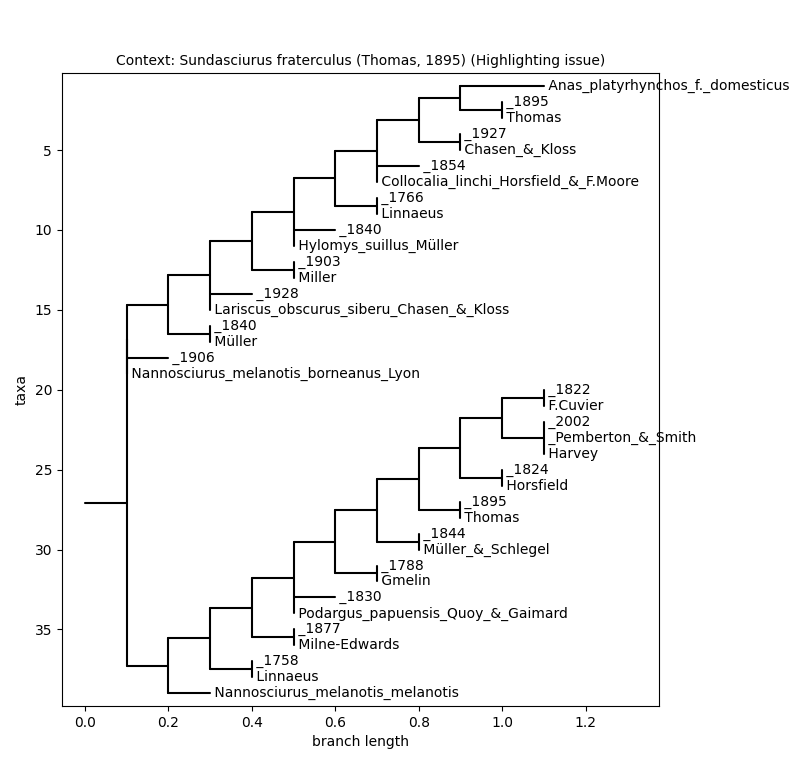 Context: Sundasciurus fraterculus (Thomas, 1895) (Highlighting issue)
Anas_platyrhynchos_f._domesticus
_1895
Thomas
_1927
Chasen_&_Kloss
5
_1854
Collocalia_linchi_Horsfield_&_F.Moore
_1766
Linnaeus
10
_1840
Hylomys_suillus_Müller
_1903
Miller
_1928
15
Lariscus_obscurus_siberu_Chasen_&_Kloss
_1840
Müller
_1906
Nannosciurus_melanotis_borneanus_Lyon
taxa
20
_1822
F.Cuvier
_2002
_Pemberton_&_Smith
Harvey
25
_1824
Horsfield
_1895
Thomas
_1844
30
Müller_&_Schlegel
_1788
Gmelin
_1830
Podargus_papuensis_Quoy_&_Gaimard
35
_1877
Milne-Edwards
_1758
Linnaeus
Nannosciurus_melanotis_melanotis
0.0 0.2 0.4 0.6 0.8 1.0 1.2
branch length